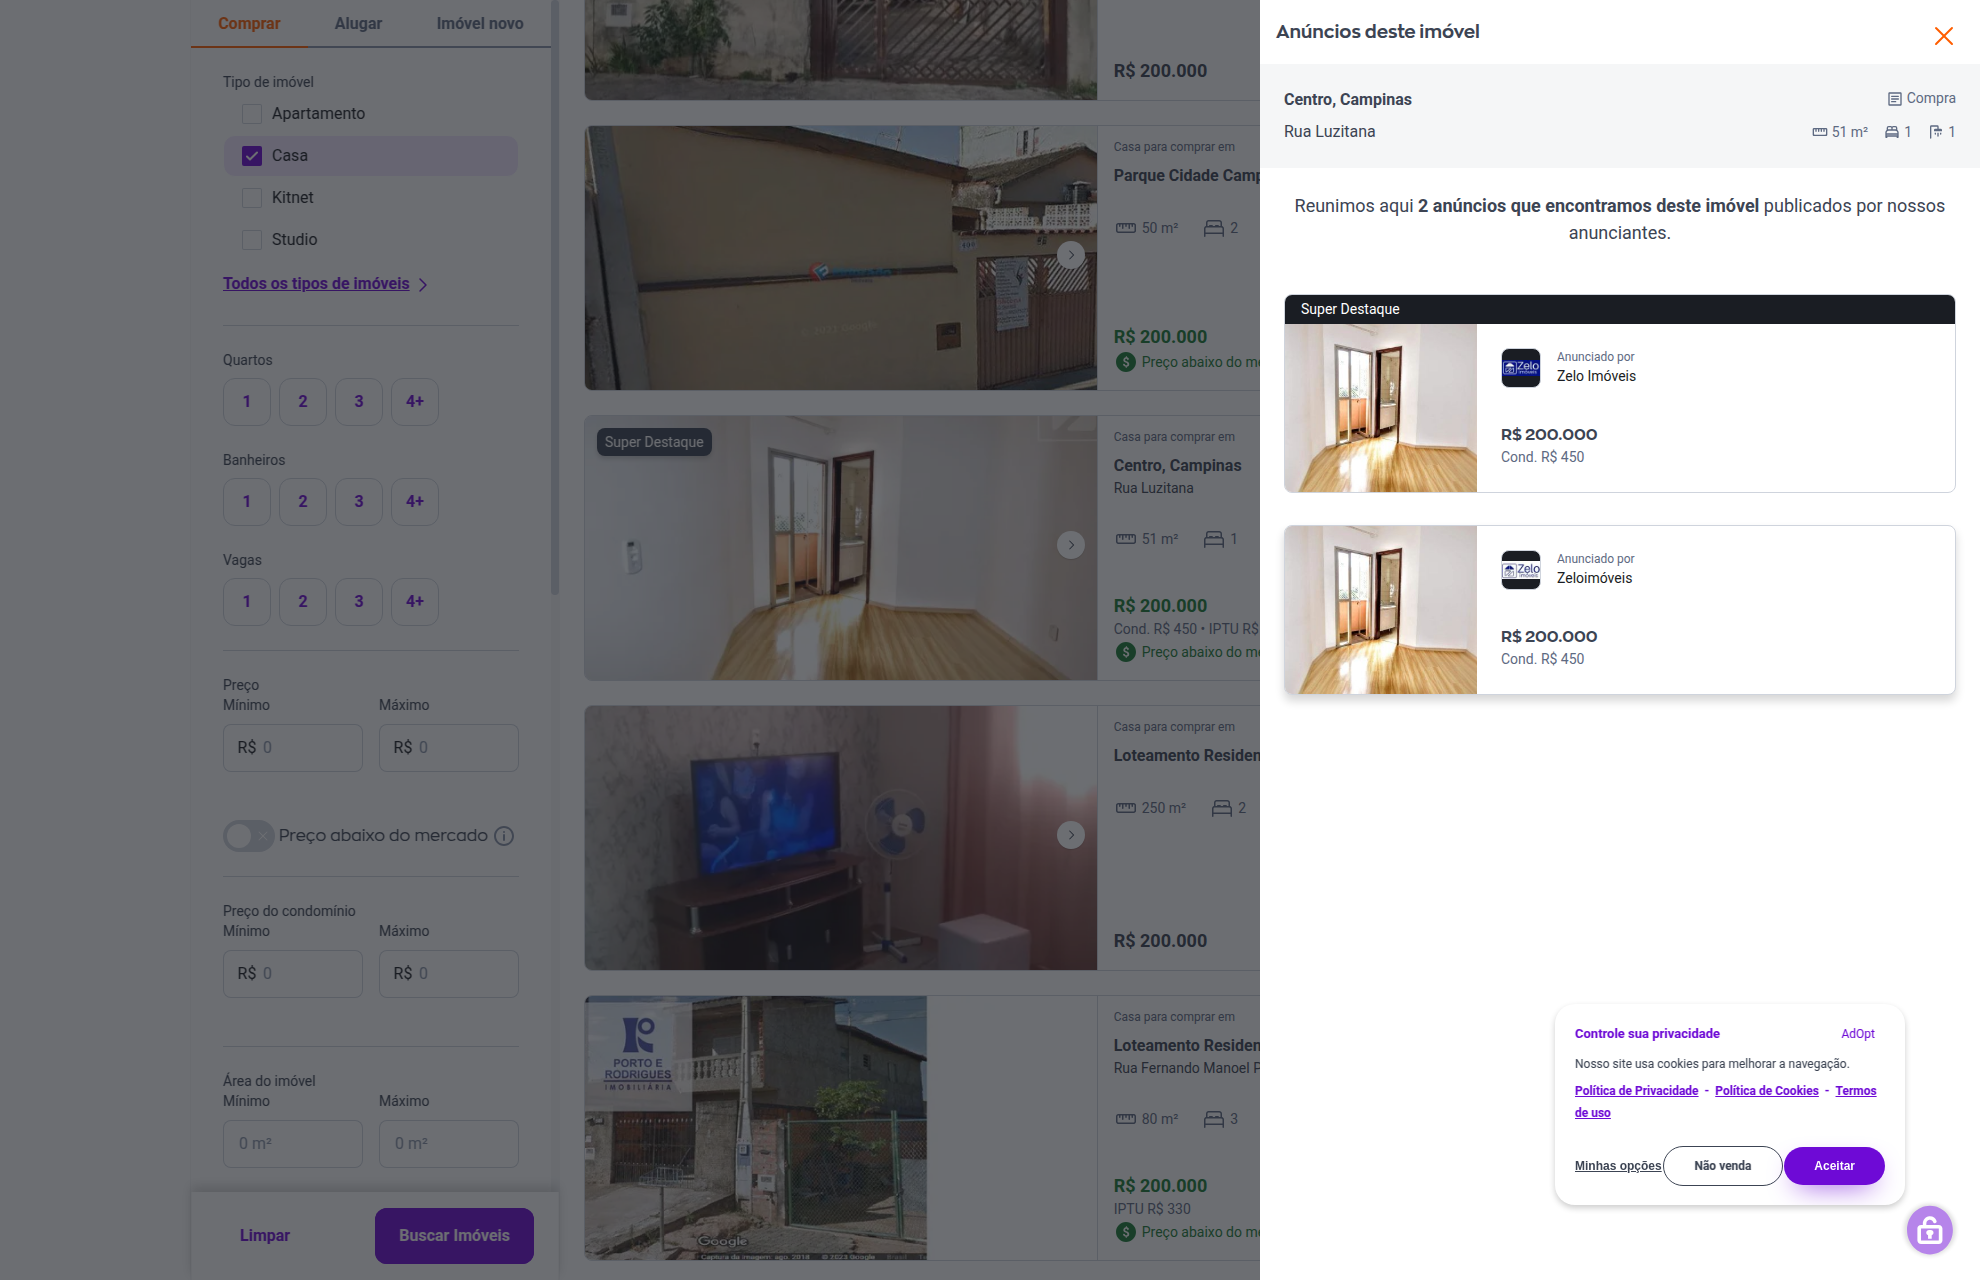 Comprar
Alugar
Imóvel novo
Tipo de imóvel
Apartamento
Casa
Kitnet
Studio
Todos os tipos de imóveis
Quartos
1
2
3
4+
Banheiros
1
2
3
4+
Vagas
1
2
3
4+
Preço
Mínimo
Máximo
R$ 0
R$ 0
Preço abaixo do mercado
Preço do condomínio
Mínimo
Máximo
R$ 0
R$ 0
Área do imóvel
Mínimo
Máximo
0 m²
0 m²
Limpar
Buscar Imóveis
R$ 200.000
Casa para comprar em
Parque Cidade Camp
50 m²
2
R$ 200.000
Preço abaixo do me
Super Destaque
Casa para comprar em
Centro, Campinas
Rua Luzitana
51 m²
1
R$ 200.000
Cond. R$ 450 • IPTU R$
Preço abaixo do me
Casa para comprar em
Loteamento Residen
250 m²
2
R$ 200.000
PORTO E
RODRIGUES
IMOBILIÁRIA
Google
Captura da imagem: ago. 2018 © 2023 Google
Casa para comprar em
Loteamento Residen
Rua Fernando Manoel P
80 m²
3
R$ 200.000
IPTU R$ 330
Preço abaixo do me
Anúncios deste imóvel
Centro, Campinas
Compra
Rua Luzitana
51 m²
1
1
Reunimos aqui 2 anúncios que encontramos deste imóvel publicados por nossos
anunciantes.
Super Destaque
Zelo
Anunciado por
Zelo Imóveis
R$ 200.000
Cond. R$ 450
Zelo
Anunciado por
Zeloimóveis
R$ 200.000
Cond. R$ 450
Controle sua privacidade
AdOpt
Nosso site usa cookies para melhorar a navegação.
Política de Privacidade - Política de Cookies - Termos
de uso
Minhas opções
Não venda
Aceitar